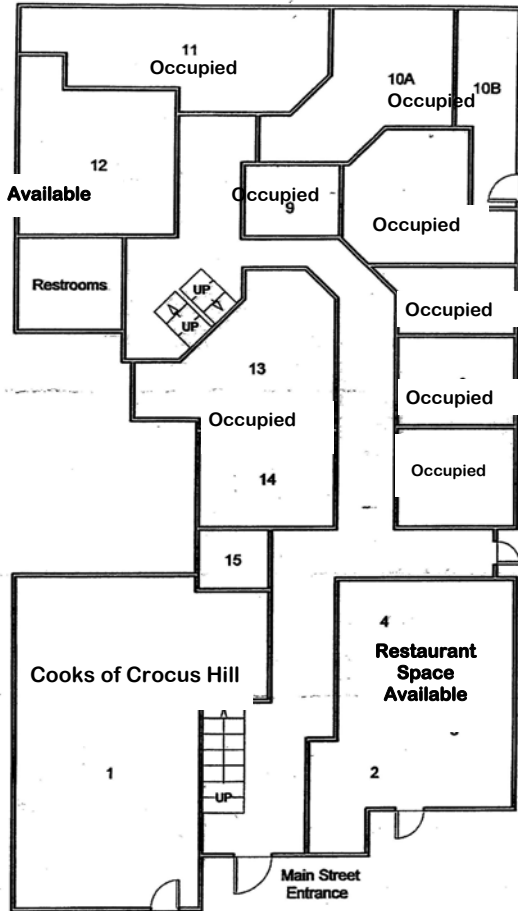 11
Occupied
10A
Occupied
10B
12
Available
Occupied
9
Occupied
Restrooms
UP
UP
Occupied
13
Occupied
Occupied
14
Occupied
15
4
Restaurant
Space
Available
Cooks of Crocus Hill
1
2
UP
Main Street
Entrance